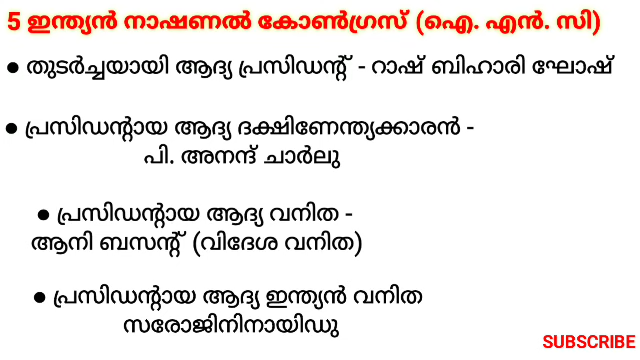 5 ഇന്ത്യൻ നാഷണൽ കോൺഗ്രസ് (ഐ. എൻ. സി)
● തുടർച്ചയായി ആദ്യ പ്രസിഡന്റ് - റാഷ് ബിഹാരി ഘോഷ്
● പ്രസിഡന്റായ ആദ്യ ദക്ഷിണേന്ത്യക്കാരൻ -
പി. അനന്ദ് ചാർലു
● പ്രസിഡന്റായ ആദ്യ വനിത -
ആനി ബസന്റ് (വിദേശ വനിത)
● പ്രസിഡന്റായ ആദ്യ ഇന്ത്യൻ വനിത
സരോജിനിനായിഡു
SUBSCRIBE